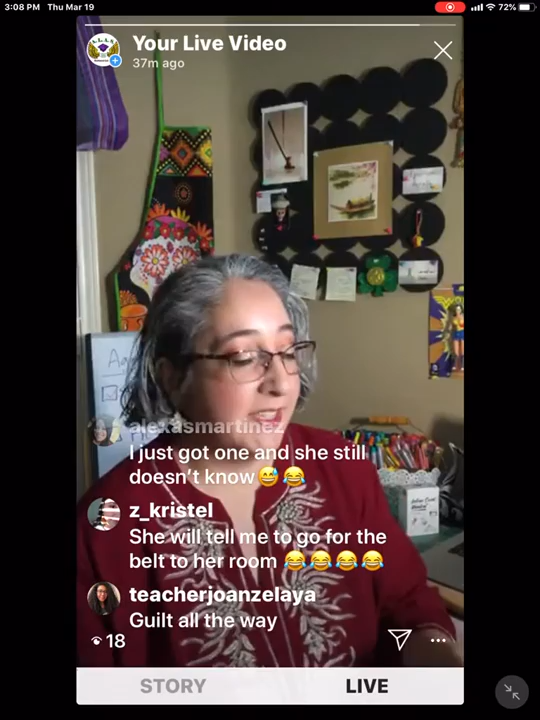 3:08 PM Thu Mar 19
72%
Your Live Video
37m ago
alexasmartinez
I just got one and she still
doesn't know😅😂
z_kristel
She will tell me to go for the
belt to her room 😂😂😂😂
teacherjoanzelaya
Guilt all the way
18
STORY
LIVE